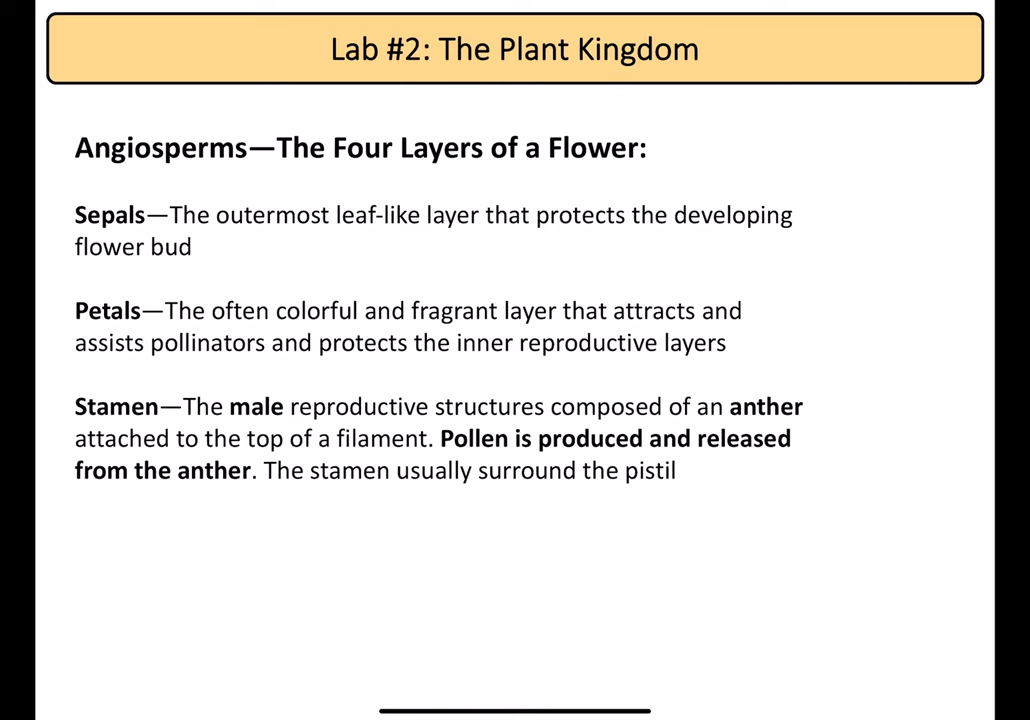 Lab #2: The Plant Kingdom
Angiosperms—The Four Layers of a Flower:
Sepals—The outermost leaf-like layer that protects the developing
flower bud
Petals—The often colorful and fragrant layer that attracts and
assists pollinators and protects the inner reproductive layers
Stamen—The male reproductive structures composed of an anther
attached to the top of a filament. Pollen is produced and released
from the anther. The stamen usually surround the pistil